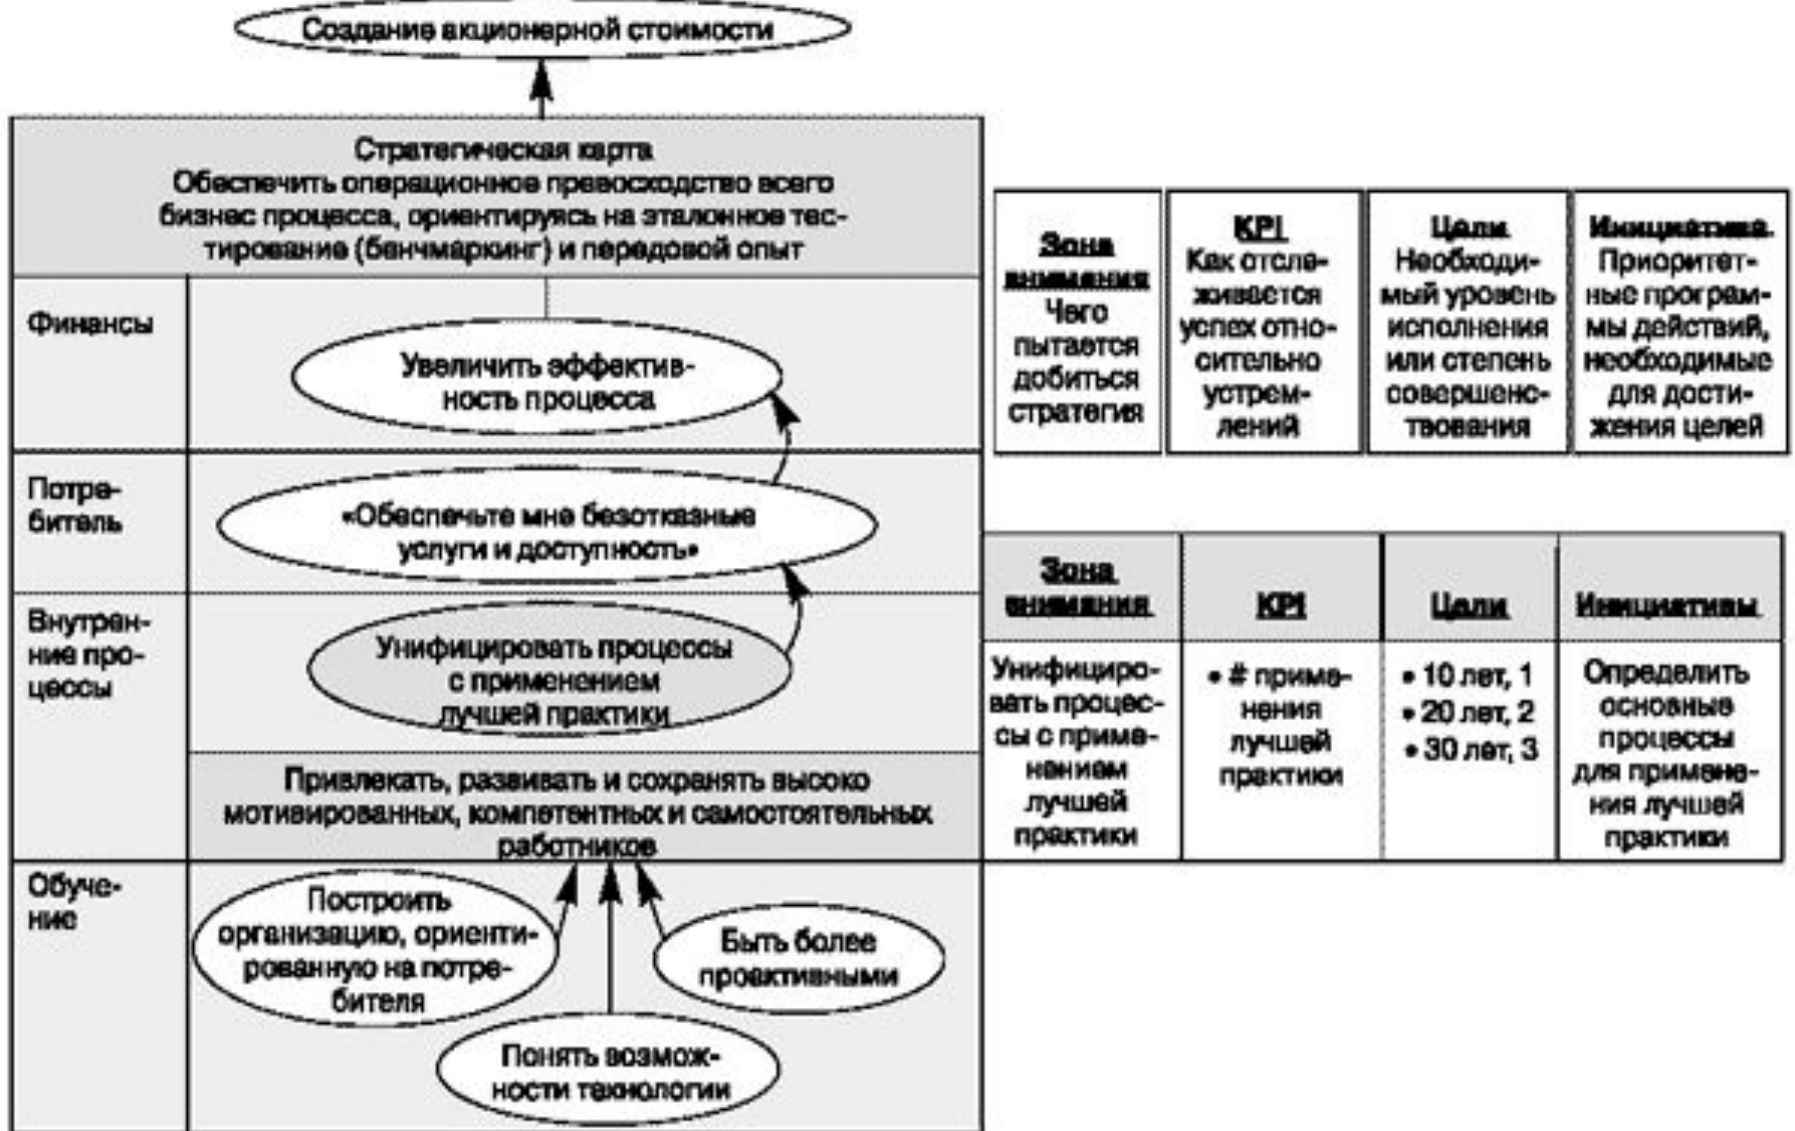 Создание акционерной стоимости
Стратегическая карта
Обеспечить операционное превосходство всего
бизнес процесса, ориентируясь на эталонное тес-
тирование (бенчмаркинг) и передовой опыт
Финансы
Увеличить эффектив-
ность процесса
Потре-
битель
«Обеспечьте мне безотказные
услуги и доступность»
Внутрен-
ние про-
цессы
Унифицировать процессы
с применением
лучшей практики
Привлекать, развивать и сохранять высоко
мотивированных, компетентных и самостоятельных
работников
Обуче-
ние
Построить
организацию, ориенти-
рованную на потре-
бителя
Быть более
проактивными
Понять возмож-
ности технологии
Зона
внимания
Чего
пытается
добиться
стратегия
KPI
Как отсле-
живается
успех отно-
сительно
устрем-
лений
Цели
Необходи-
мый уровень
исполнения
или степень
совершенс-
твования
Инициатива
Приоритет-
ные програм-
мы действий,
необходимые
для дости-
жения целей
Зона
внимания
KPI
Цели
Инициативы
Унифициро-
вать процес-
сы с приме-
нением
лучшей
практики
• # приме-
нения
лучшей
практики
• 10 лет, 1
• 20 лет, 2
• 30 лет, 3
Определить
основные
процессы
для примене-
ния лучшей
практики